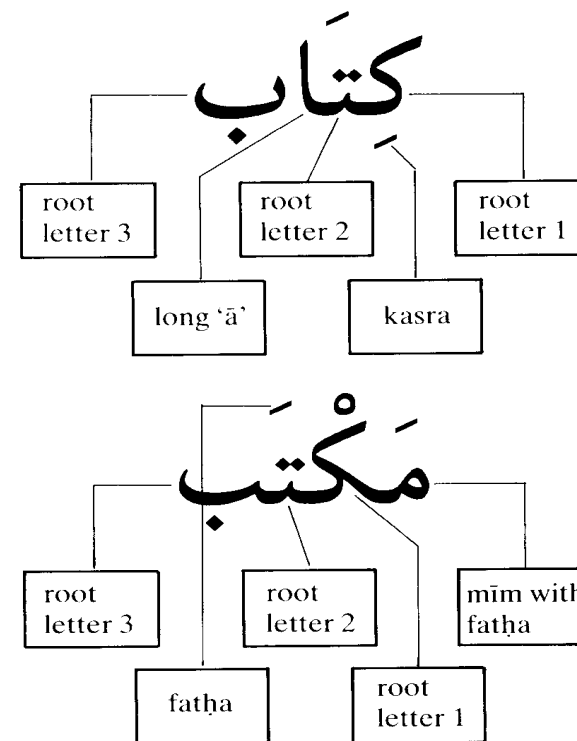 كِتَاب
root
letter 3
root
letter 2
root
letter 1
long ‘ā’
kasra
مَكْتَب
root
letter 3
root
letter 2
mīm with
fatḥa
fatḥa
root
letter 1